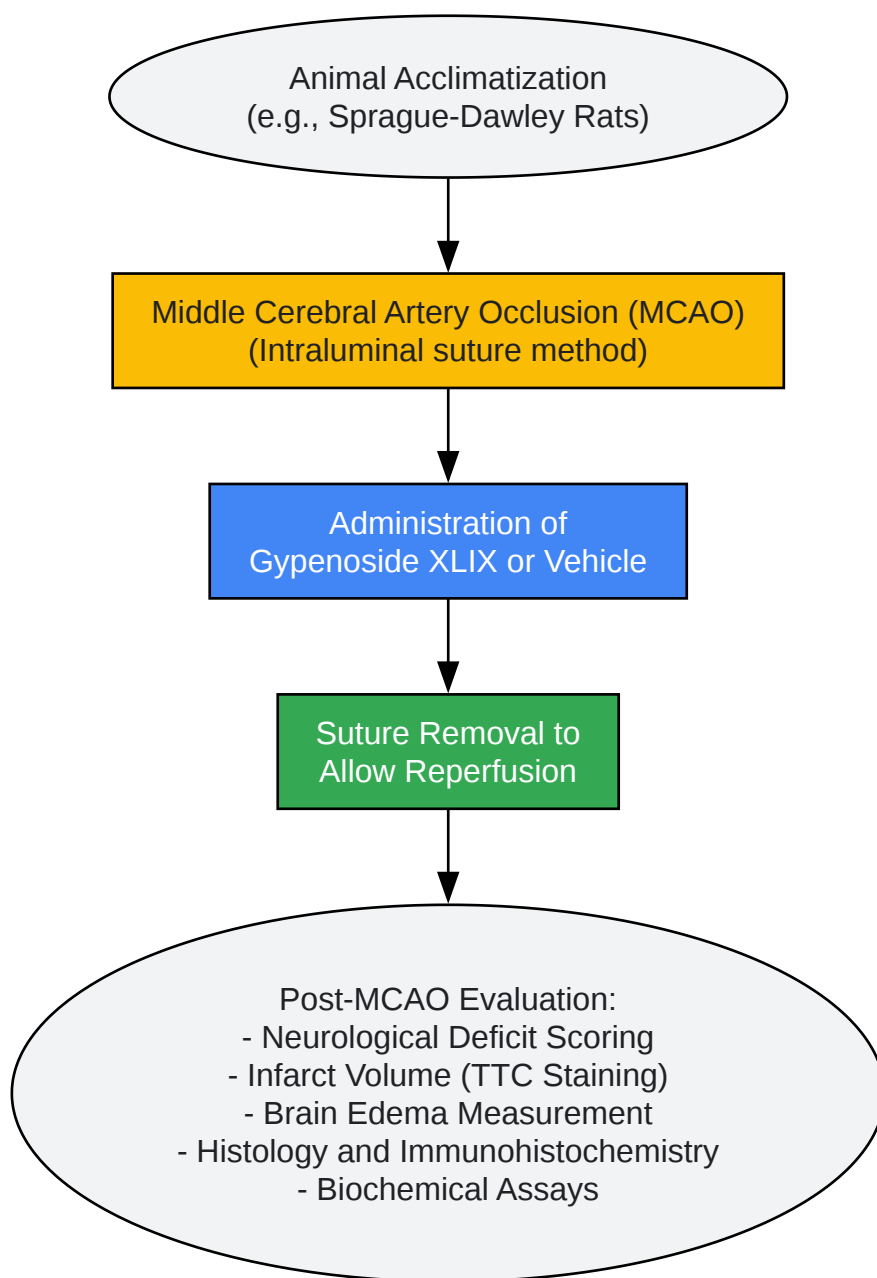 Animal Acclimatization
(e.g., Sprague-Dawley Rats)
Middle Cerebral Artery Occlusion (MCAO)
(Intraluminal suture method)
Administration of
Gypenoside XLIX or Vehicle
Suture Removal to
Allow Reperfusion
Post-MCAO Evaluation:
- Neurological Deficit Scoring
- Infarct Volume (TTC Staining)
- Brain Edema Measurement
- Histology and Immunohistochemistry
- Biochemical Assays